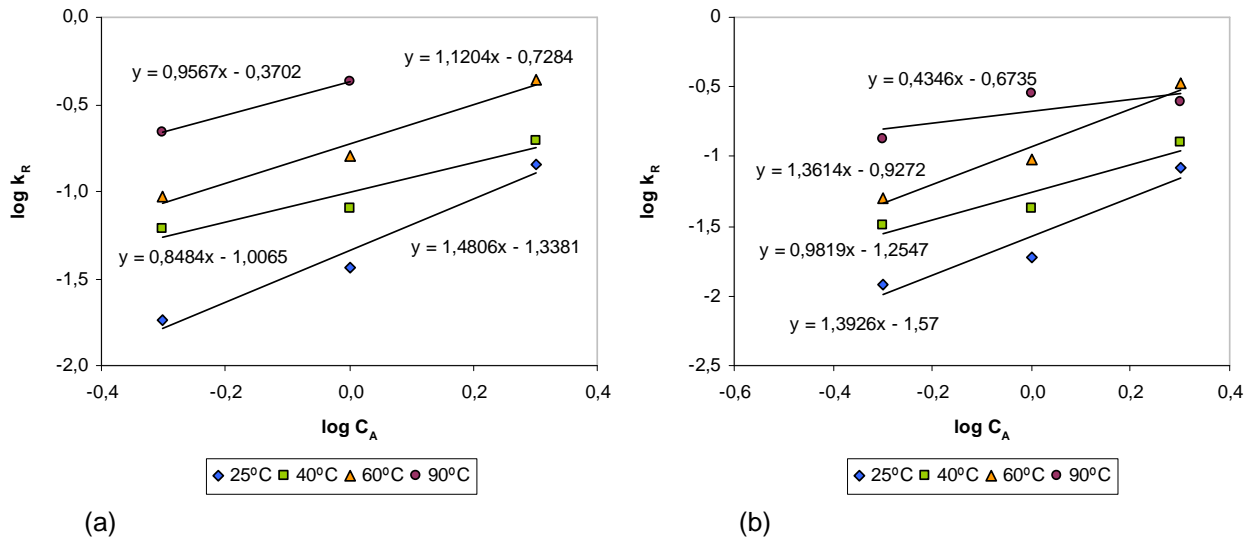 0,0
-0,5
-1,0
-1,5
-2,0
log k_R
y = 0,9567x - 0,3702
y = 1,1204x - 0,7284
y = 0,8484x - 1,0065
y = 1,4806x - 1,3381
-0,4 -0,2 0,0 0,2 0,4
log C_A
25ºC 40ºC 60ºC 90ºC
(a)
0
-0,5
-1
-1,5
-2
-2,5
log k_R
y = 0,4346x - 0,6735
y = 1,3614x - 0,9272
y = 0,9819x - 1,2547
y = 1,3926x - 1,57
-0,6 -0,4 -0,2 0,0 0,2 0,4
log C_A
25ºC 40ºC 60ºC 90ºC
(b)